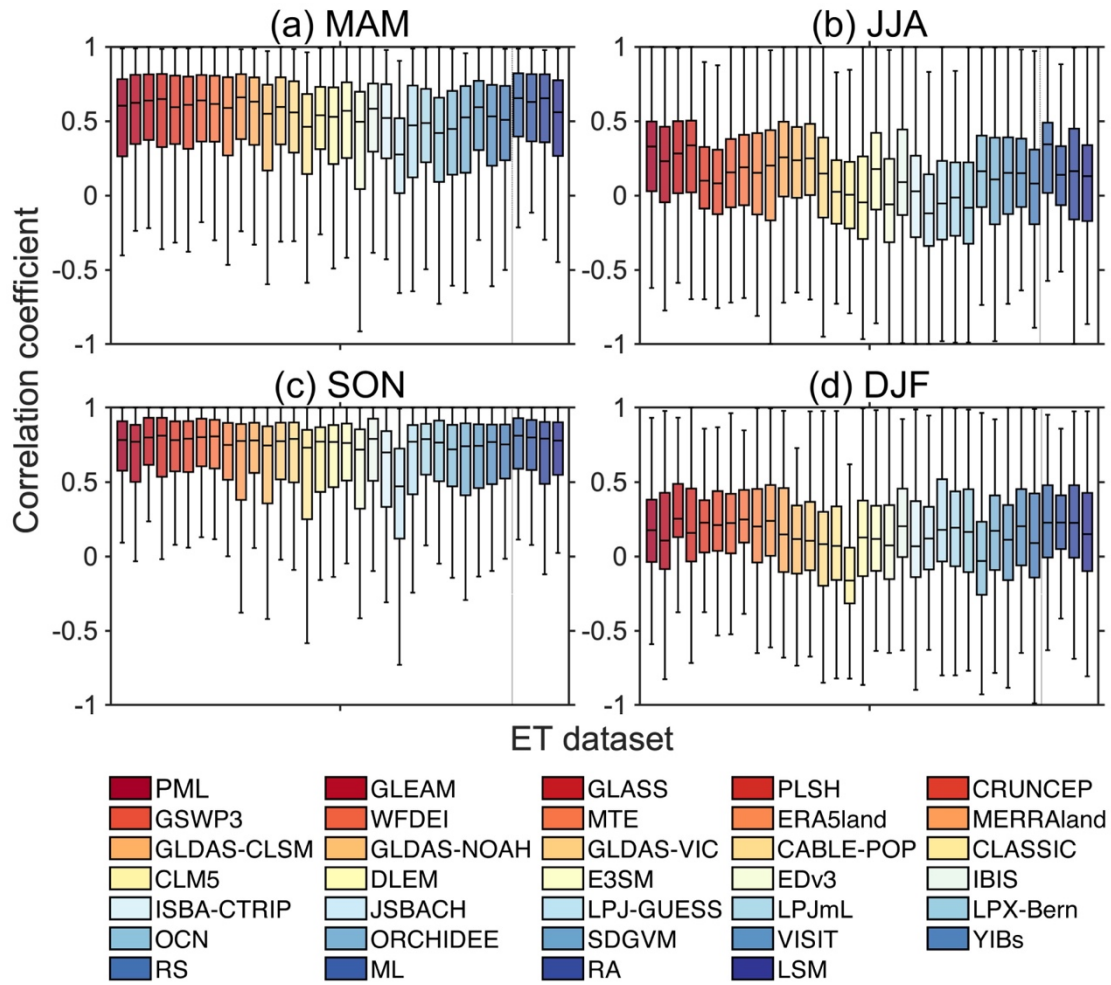 (a) MAM (b) JJA
1 1
0.5 0.5
0 0
-0.5 -0.5
-1 -1
(c) SON (d) DJF
1 1
0.5 0.5
0 0
-0.5 -0.5
-1 -1
Correlation coefficient
ET dataset
PML GLEAM GLASS PLSH CRUNCEP
GSWP3 WFDEI MTE ERA5land MERRAland
GLDAS-CLSM GLDAS-NOAH GLDAS-VIC CABLE-POP CLASSIC
CLM5 DLEM E3SM EDv3 IBIS
ISBA-CTRIP JSBACH LPJ-GUESS LPJmL LPX-Bern
OCN ORCHIDEE SDGVM VISIT YIBs
RS ML RA LSM